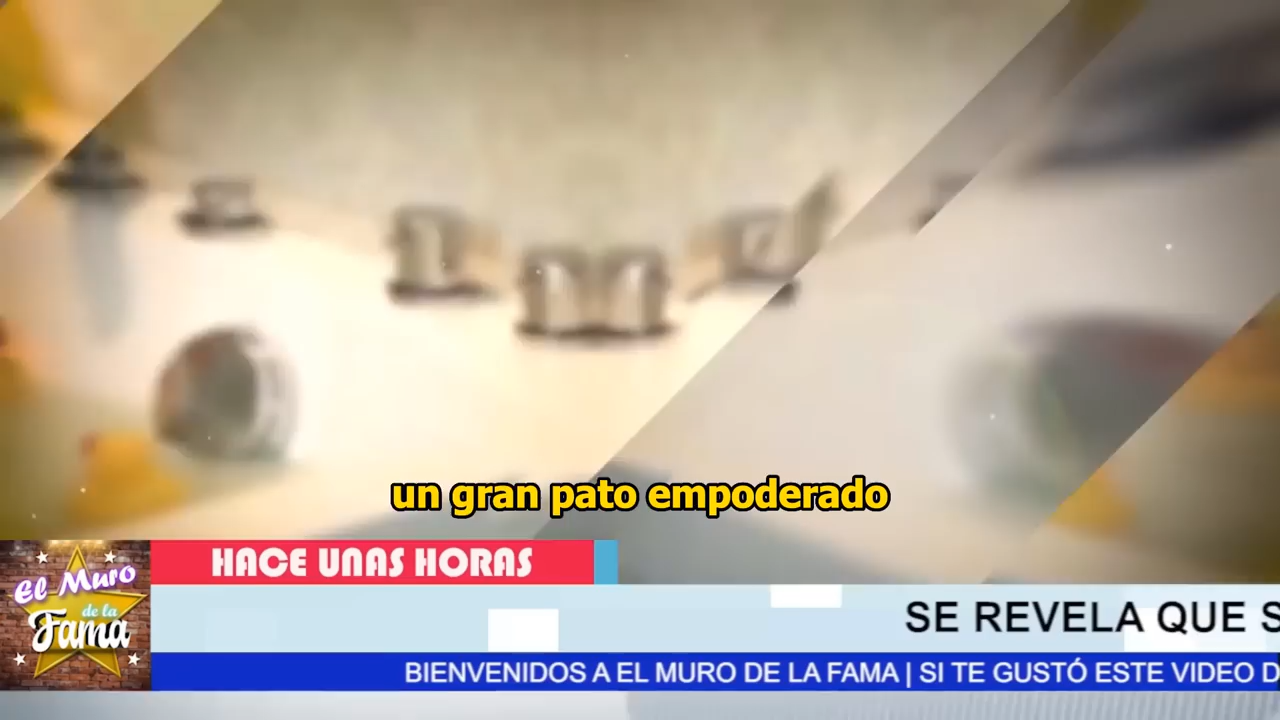 un gran pato empoderado
HACE UNAS HORAS
El Muro
de la
Fama
SE REVELA QUE S
BIENVENIDOS A EL MURO DE LA FAMA | SI TE GUSTÓ ESTE VIDEO D